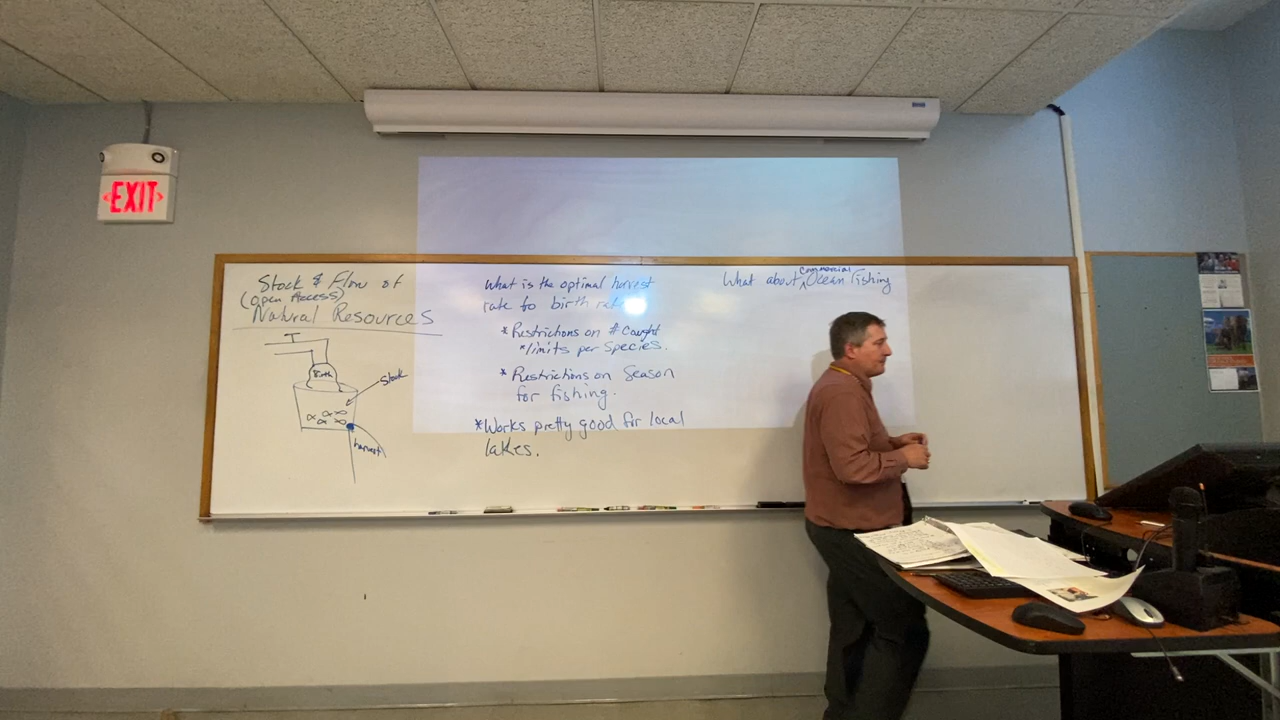 EXIT
Stock & Flow of
(Open Access)
Natural Resources
Birth
Stock
harvest
What is the optimal harvest
rate to birth
* Restrictions on # Caught
* limits per Species.
* Restrictions on Season
for fishing.
* Works pretty good for local
lakes.
What about commercial Ocean Fishing